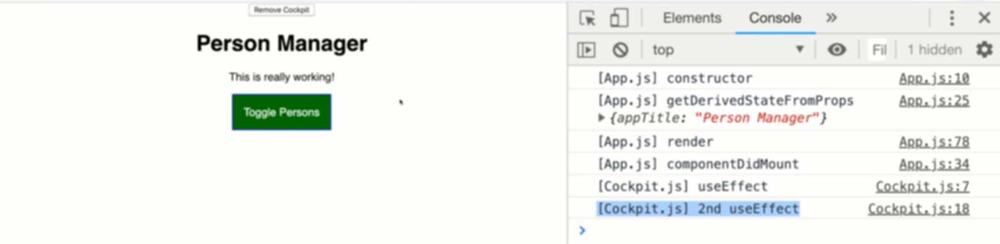 Remove Cockpit
Person Manager
This is really working!
Toggle Persons
Elements Console »
top Fil 1 hidden
[App.js] constructor App.js:10
[App.js] getDerivedStateFromProps App.js:25
{appTitle: "Person Manager"}
[App.js] render App.js:78
[App.js] componentDidMount App.js:34
[Cockpit.js] useEffect Cockpit.js:7
[Cockpit.js] 2nd useEffect Cockpit.js:18